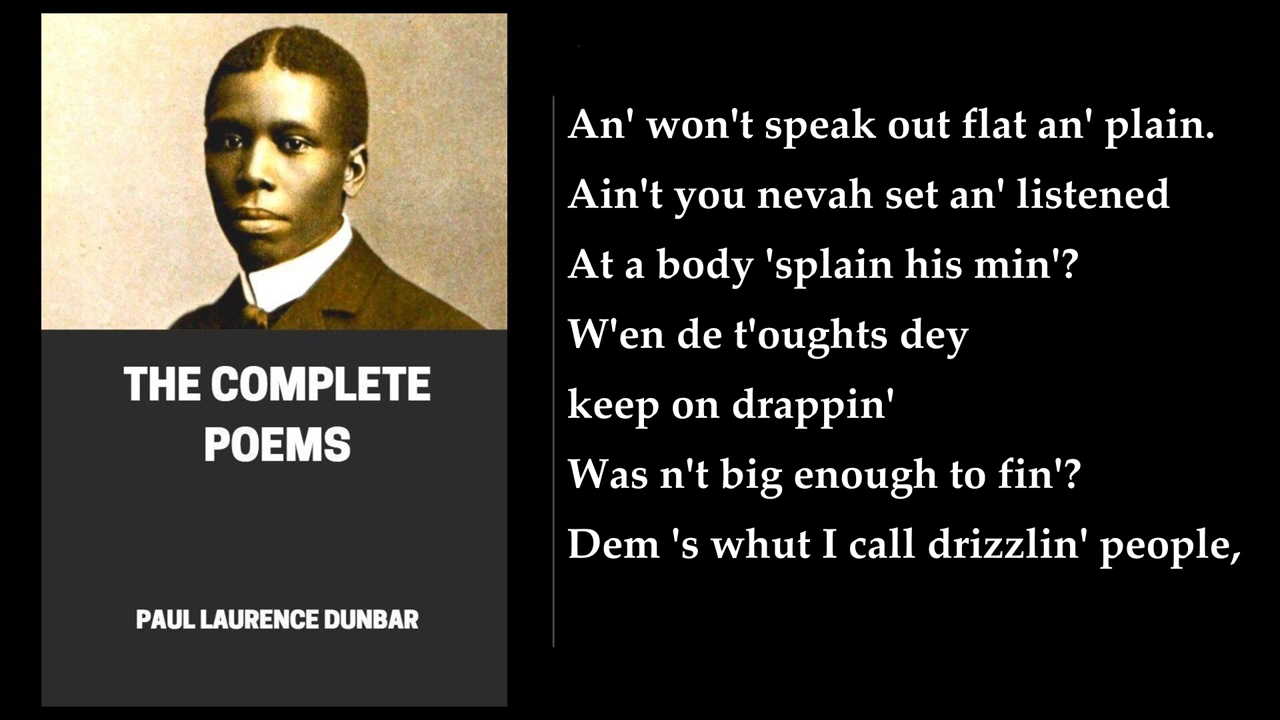 THE COMPLETE
POEMS
PAUL LAURENCE DUNBAR
An' won't speak out flat an' plain.
Ain't you nevah set an' listened
At a body 'splain his min'?
W'en de t'oughts dey
keep on drappin'
Was n't big enough to fin'?
Dem 's whut I call drizzlin' people,